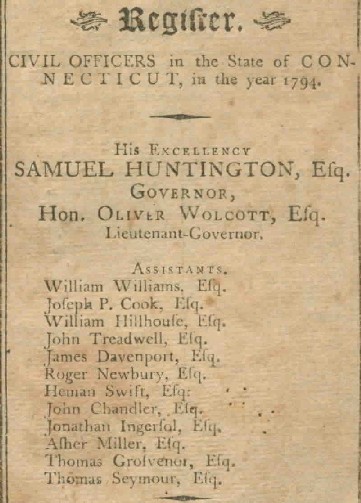 Regiſter.
CIVIL OFFICERS in the State of CON-
NECTICUT, in the year 1794.
His Excellency
SAMUEL HUNTINGTON, Eſq.
Governor,
Hon. Oliver Wolcott, Eſq.
Lieutenant-Governor.
Assistants.
William Williams, Eſq.
Joſeph P. Cook, Eſq.
William Hillhouſe, Eſq.
John Treadwell, Eſq.
James Davenport, Eſq.
Roger Newbury, Eſq.
Heman Swift, Eſq:
John Chandler, Eſq.
Jonathan Ingerſol, Eſq.
Aſher Miller, Eſq.
Thomas Groſvenor, Eſq.
Thomas Seymour, Eſq.